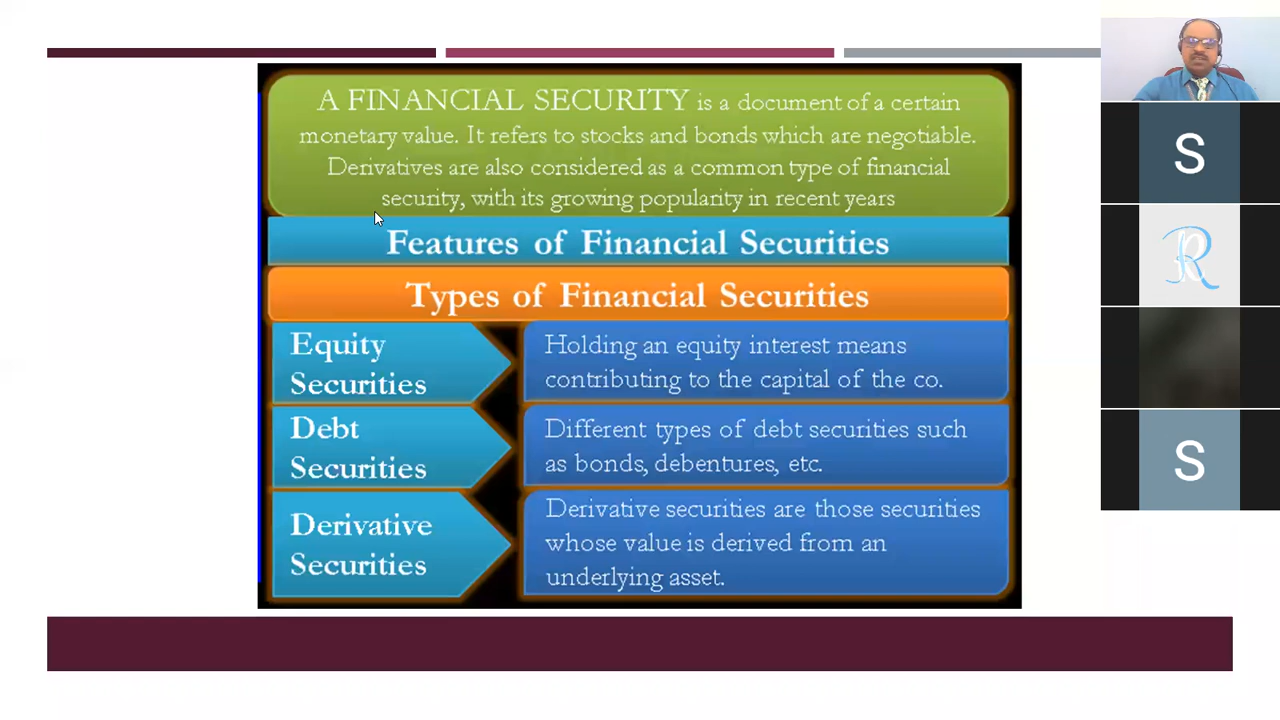 A FINANCIAL SECURITY is a document of a certain
monetary value. It refers to stocks and bonds which are negotiable.
Derivatives are also considered as a common type of financial
security, with its growing popularity in recent years
Features of Financial Securities
Types of Financial Securities
Equity
Securities
Holding an equity interest means
contributing to the capital of the co.
Debt
Securities
Different types of debt securities such
as bonds, debentures, etc.
Derivative
Securities
Derivative securities are those securities
whose value is derived from an
underlying asset.
S
R
S